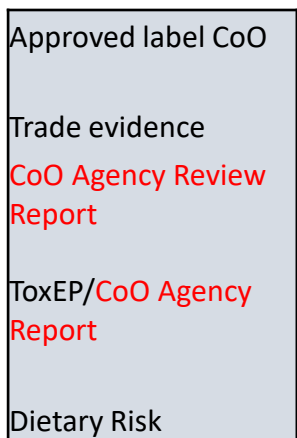 Approved label CoO
Trade evidence
CoO Agency Review
Report
ToxEP/CoO Agency
Report
Dietary Risk